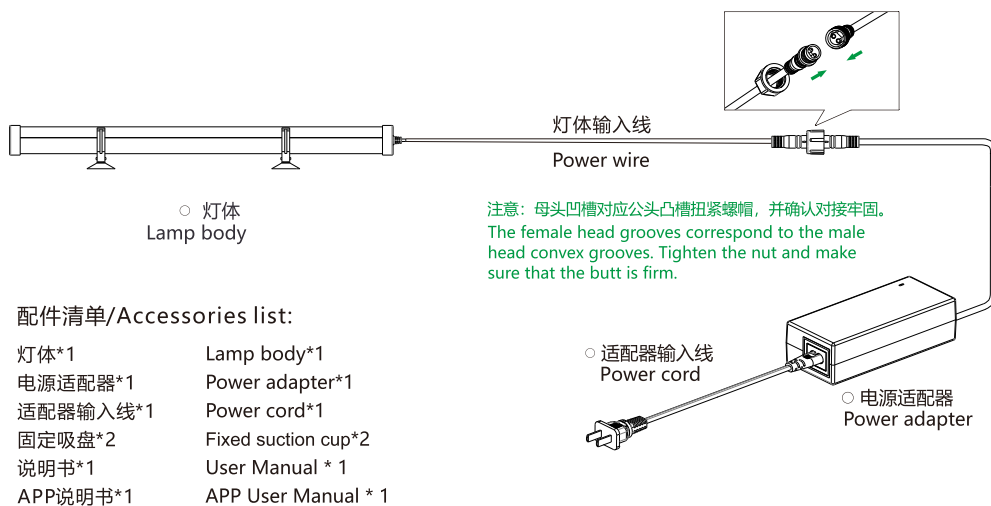 灯体输入线
Power wire
灯体
Lamp body
注意：母头凹槽对应公头凸槽扭紧螺帽，并确认对接牢固。
The female head grooves correspond to the male
head convex grooves. Tighten the nut and make
sure that the butt is firm.
适配器输入线
Power cord
电源适配器
Power adapter
配件清单/Accessories list:
灯体*1 Lamp body*1
电源适配器*1 Power adapter*1
适配器输入线*1 Power cord*1
固定吸盘*2 Fixed suction cup*2
说明书*1 User Manual * 1
APP说明书*1 APP User Manual * 1